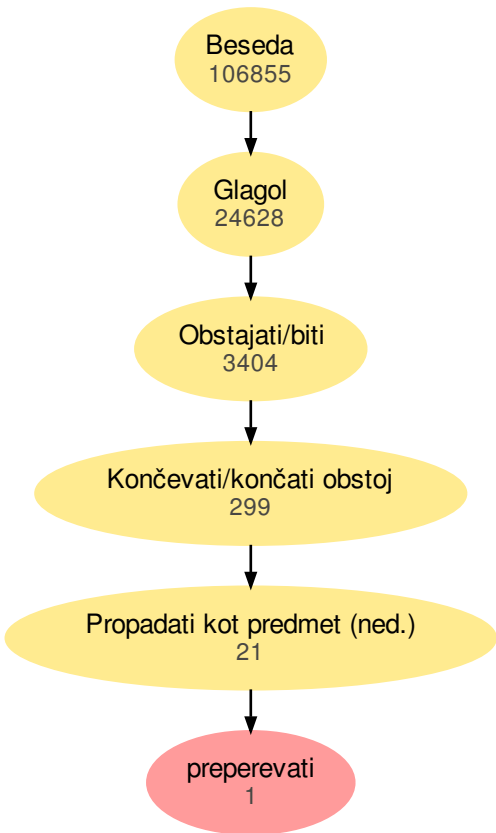 Beseda
106855
Glagol
24628
Obstajati/biti
3404
Končevati/končati obstoj
299
Propadati kot predmet (ned.)
21
preperevati
1